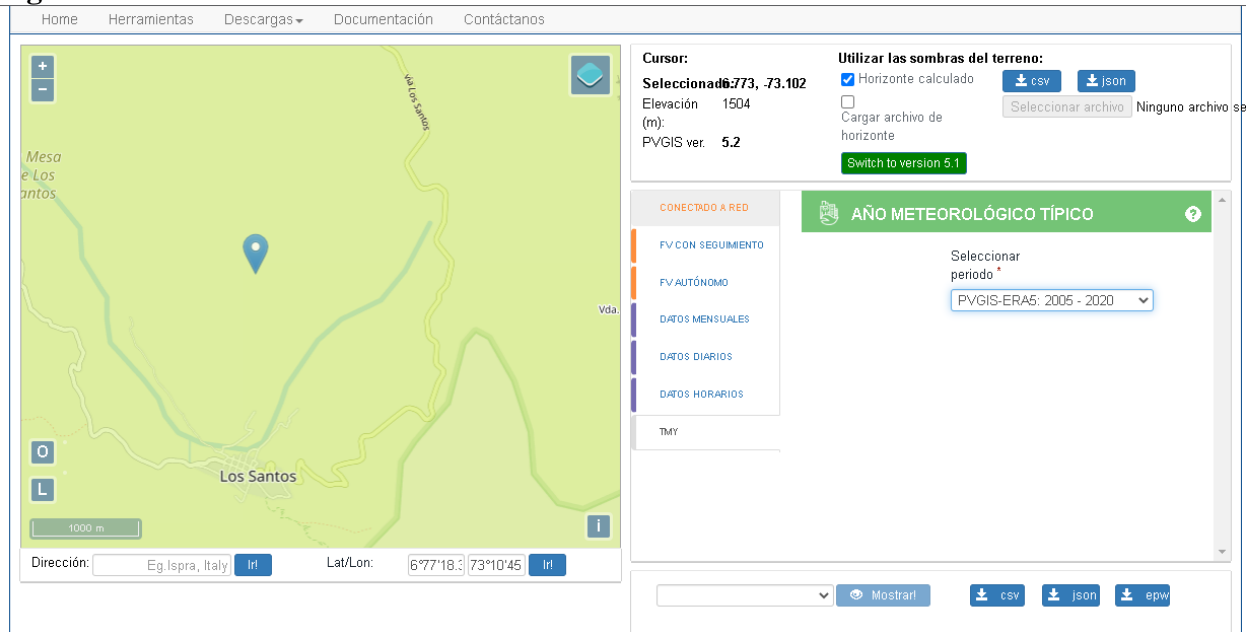 Home Herramientas Descargas Documentación Contáctanos
+
−
via Los Santos
Mesa
e Los
antos
Vda.
Los Santos
O
L
i
1000 m
Dirección: Eg.Ispra, Italy Ir! Lat/Lon: 6°77'18.3 73°10'45 Ir!
Cursor:
Seleccionado: 6.773, -73.102
Elevación 1504
(m):
PVGIS ver. 5.2
Utilizar las sombras del terreno:
Horizonte calculado csv json
Cargar archivo de
horizonte
Seleccionar archivo Ninguno archivo se
Switch to version 5.1
CONECTADO A RED
FV CON SEGUIMIENTO
FV AUTÓNOMO
DATOS MENSUALES
DATOS DIARIOS
DATOS HORARIOS
TMY
AÑO METEOROLÓGICO TÍPICO ?
Seleccionar
periodo *
PVGIS-ERA5: 2005 - 2020
Mostrar! csv json epw